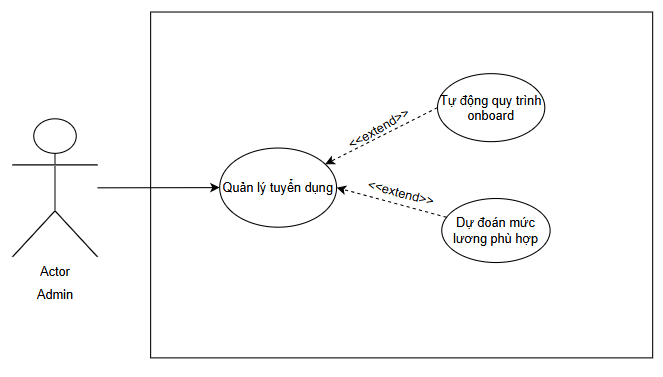 Tự động quy trình
onboard
<<extend>>
Quản lý tuyển dụng
<<extend>>
Dự đoán mức
lương phù hợp
Actor
Admin